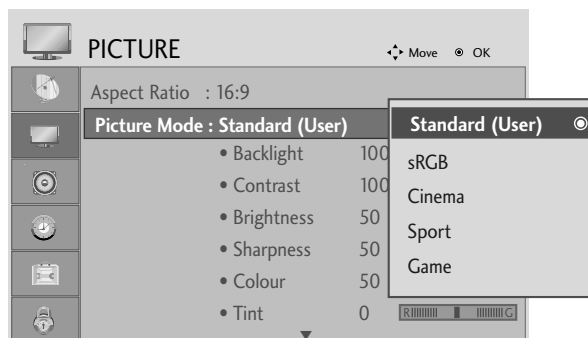 PICTURE
Move OK
Aspect Ratio : 16:9
Picture Mode : Standard (User)
• Backlight 100
• Contrast 100
• Brightness 50
• Sharpness 50
• Colour 50
• Tint 0 R G
Standard (User)
sRGB
Cinema
Sport
Game